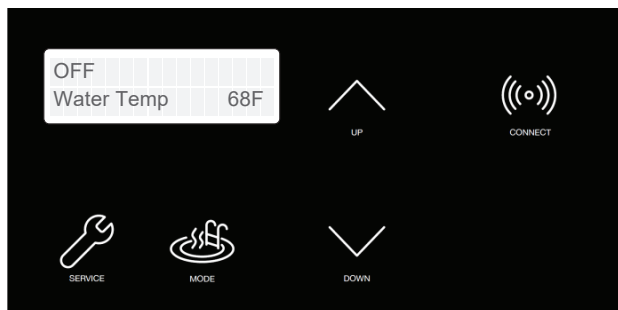 OFF
Water Temp 68F
UP
CONNECT
SERVICE
MODE
DOWN